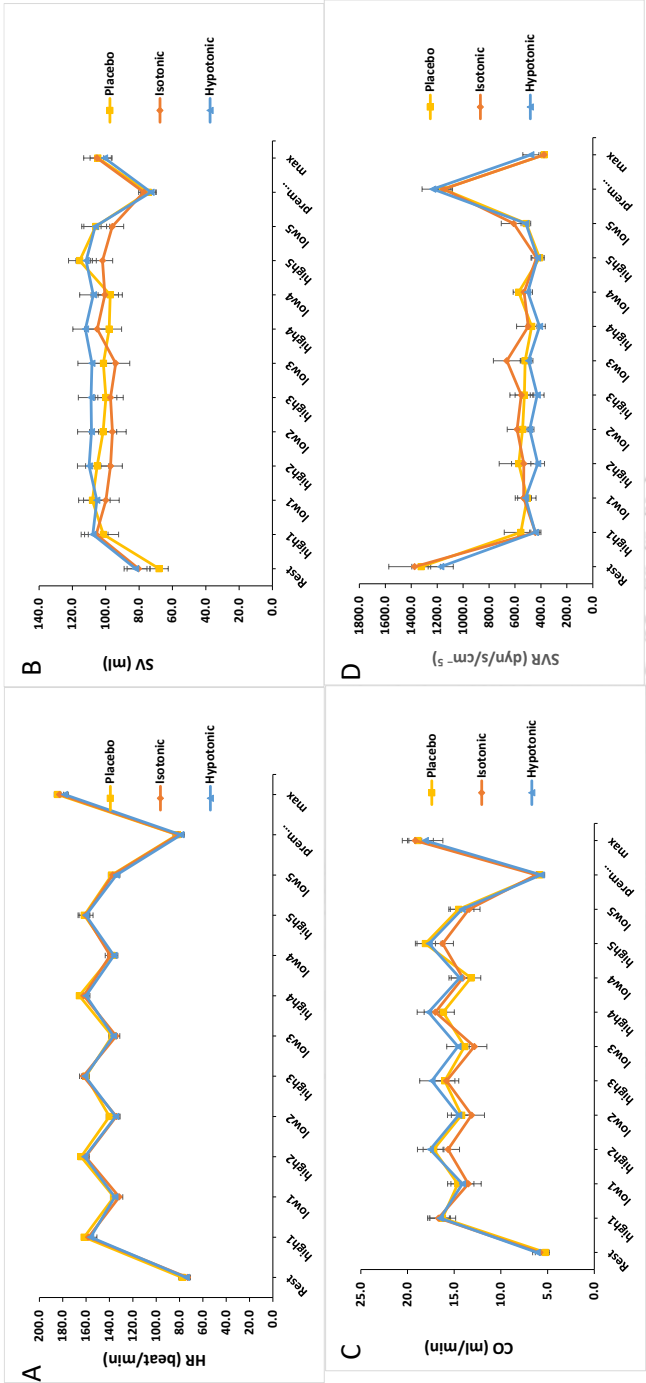 A
HR (beat/min)
200.0
180.0
160.0
140.0
120.0
100.0
80.0
60.0
40.0
20.0
0.0
Rest
high1
low1
high2
low2
high3
low3
high4
low4
high5
low5
prem...
max
Placebo
Isotonic
Hypotonic
B
SV (ml)
140.0
120.0
100.0
80.0
60.0
40.0
20.0
0.0
Rest
high1
low1
high2
low2
high3
low3
high4
low4
high5
low5
prem...
max
Placebo
Isotonic
Hypotonic
C
CO (ml/min)
25.0
20.0
15.0
10.0
5.0
0.0
Rest
high1
low1
high2
low2
high3
low3
high4
low4
high5
low5
prem...
max
Placebo
Isotonic
Hypotonic
D
SVR (dyn/s/cm⁻⁵)
1800.0
1600.0
1400.0
1200.0
1000.0
800.0
600.0
400.0
200.0
0.0
Rest
high1
low1
high2
low2
high3
low3
high4
low4
high5
low5
prem...
max
Placebo
Isotonic
Hypotonic